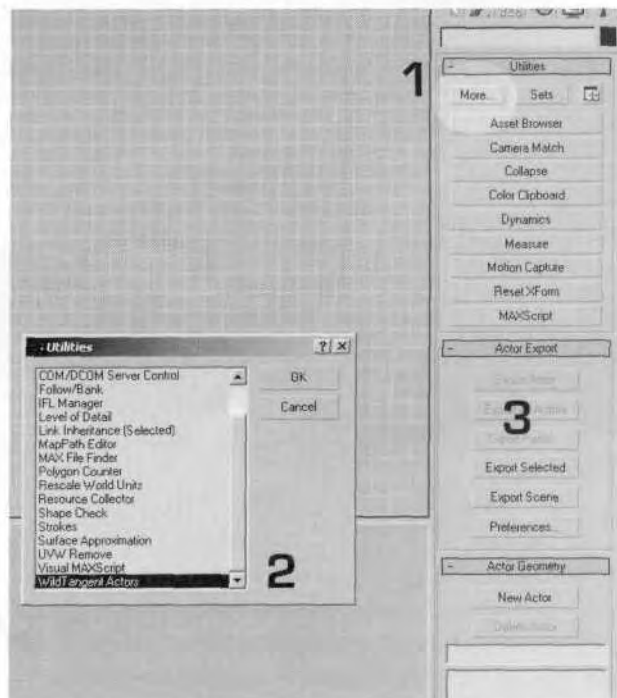 1
Utilities
More... Sets
Asset Browser
Camera Match
Collapse
Color Clipboard
Dynamics
Measure
Motion Capture
Reset XForm
MAXScript
Utilities
COM/DCOM Server Control
Follow/Bank
IFL Manager
Level of Detail
Link Inheritance (Selected)
MapPath Editor
MAX File Finder
Polygon Counter
Rescale World Units
Resource Collector
Shape Check
Strokes
Surface Approximation
UVW Remove
Visual MAXScript
WildTangent Actors
OK
Cancel
2
Actor Export
3
Export Selected
Export Scene
Preferences...
Actor Geometry
New Actor